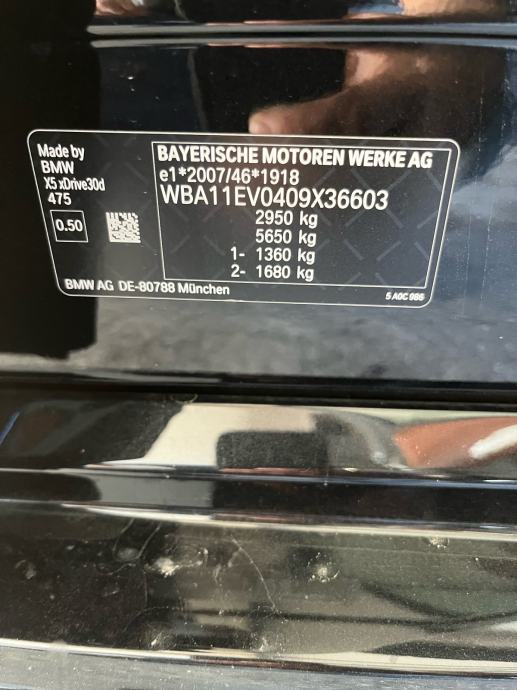 Made by
BMW
X5 xDrive30d
475
0.50
BAYERISCHE MOTOREN WERKE AG
e1*2007/46*1918
WBA11EV0409X36603
2950 kg
5650 kg
1- 1360 kg
2- 1680 kg
BMW AG DE-80788 München
5 A0C 986